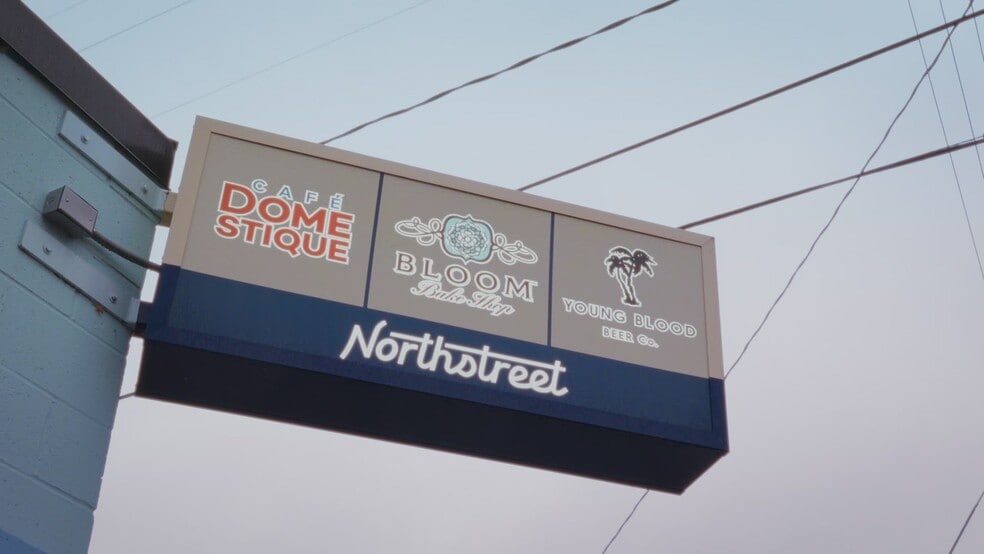 CAFÉ
DOME
STIQUE
BLOOM
Bake Shop
YOUNG BLOOD
BEER Co.
Northstreet